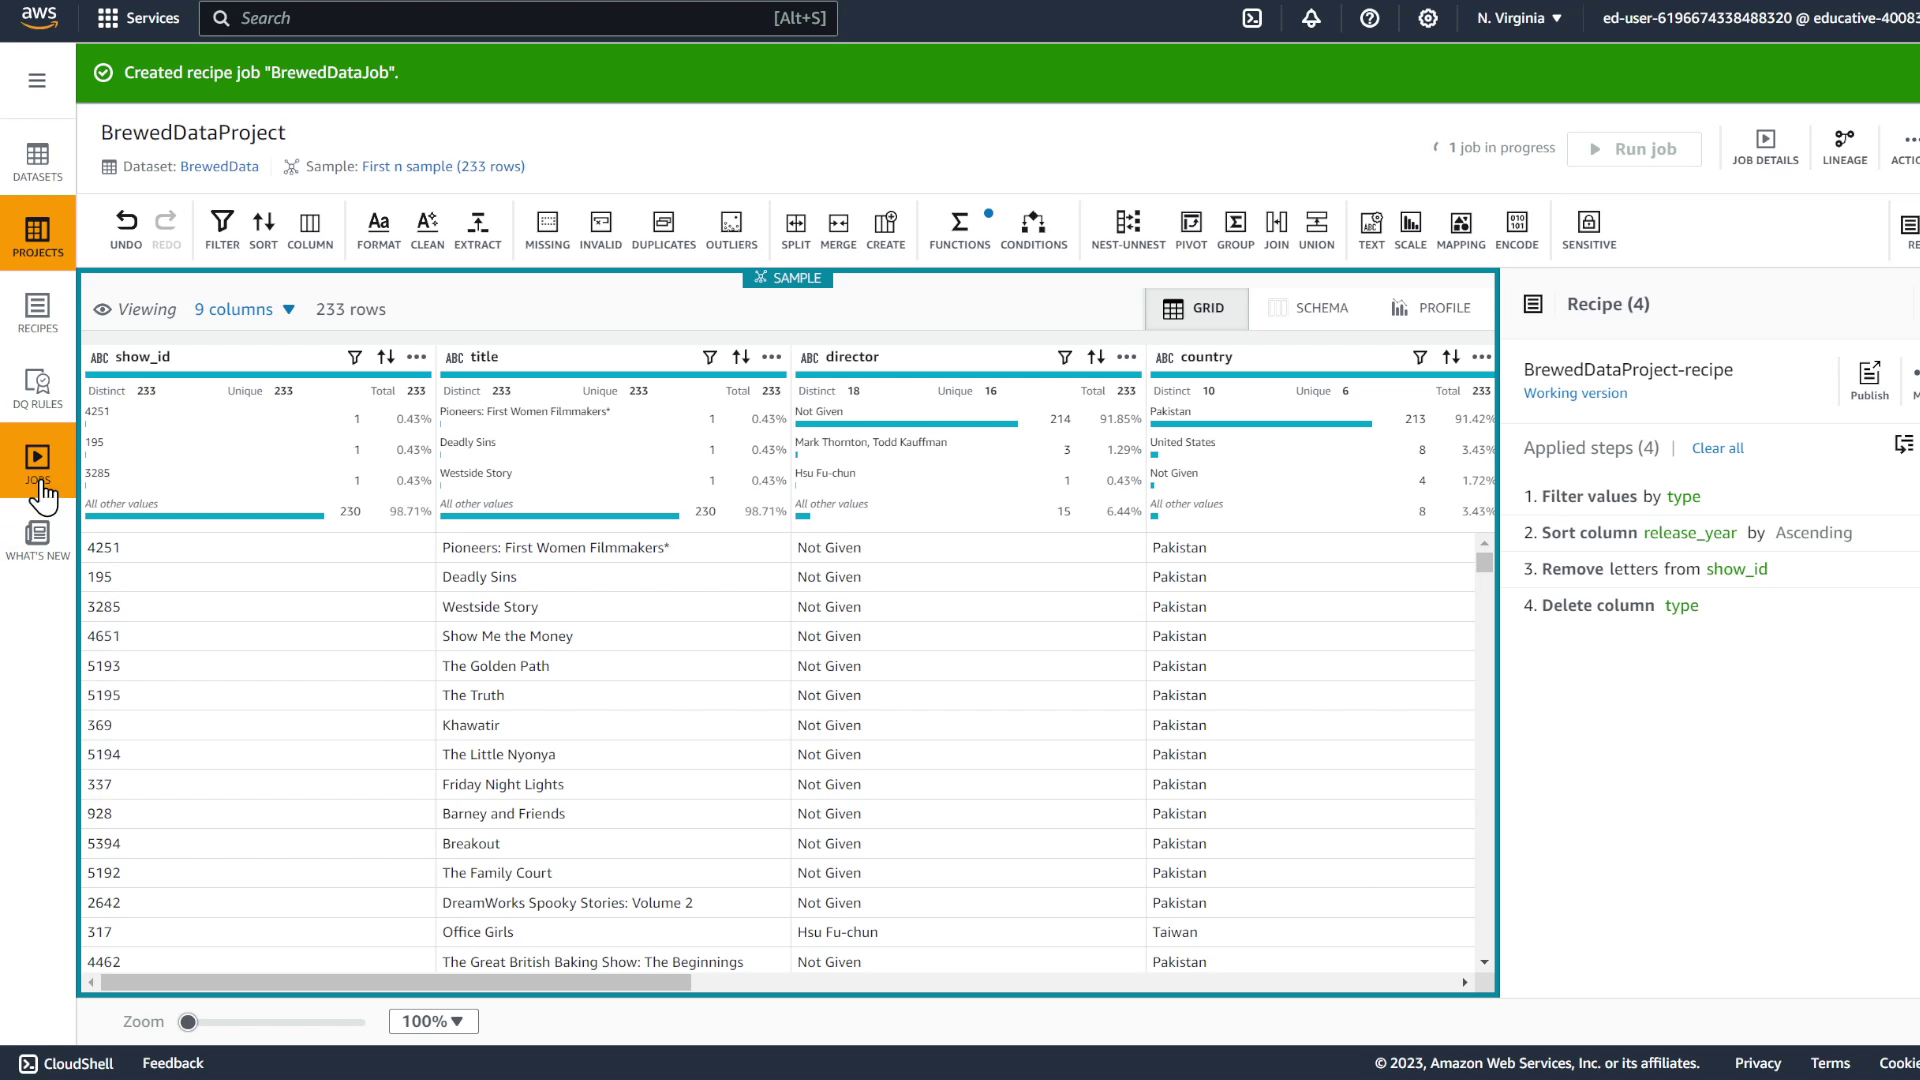 aws
Services
Search
[Alt+S]
N. Virginia ▼
ed-user-6196674338488320 @ educative-40083
Created recipe job "BrewedDataJob".
BrewedDataProject
Dataset: BrewedData
Sample: First n sample (233 rows)
1 job in progress
Run job
JOB DETAILS
LINEAGE
ACTIO
DATASETS
PROJECTS
RECIPES
DQ RULES
JOBS
WHAT'S NEW
UNDO REDO FILTER SORT COLUMN FORMAT CLEAN EXTRACT MISSING INVALID DUPLICATES OUTLIERS SPLIT MERGE CREATE FUNCTIONS CONDITIONS NEST-UNNEST PIVOT GROUP JOIN UNION TEXT SCALE MAPPING ENCODE SENSITIVE RE
SAMPLE
Viewing 9 columns ▼ 233 rows
GRID SCHEMA PROFILE
ABC show_id ABC title ABC director ABC country
Distinct 233 Unique 233 Total 233 Distinct 233 Unique 233 Total 233 Distinct 18 Unique 16 Total 233 Distinct 10 Unique 6 Total 233
4251 1 0.43% Pioneers: First Women Filmmakers* 1 0.43% Not Given 214 91.85% Pakistan 213 91.42%
195 1 0.43% Deadly Sins 1 0.43% Mark Thornton, Todd Kauffman 3 1.29% United States 8 3.43%
3285 1 0.43% Westside Story 1 0.43% Hsu Fu-chun 1 0.43% Not Given 4 1.72%
All other values 230 98.71% All other values 230 98.71% All other values 15 6.44% All other values 8 3.43%
4251 Pioneers: First Women Filmmakers* Not Given Pakistan
195 Deadly Sins Not Given Pakistan
3285 Westside Story Not Given Pakistan
4651 Show Me the Money Not Given Pakistan
5193 The Golden Path Not Given Pakistan
5195 The Truth Not Given Pakistan
369 Khawatir Not Given Pakistan
5194 The Little Nyonya Not Given Pakistan
337 Friday Night Lights Not Given Pakistan
928 Barney and Friends Not Given Pakistan
5394 Breakout Not Given Pakistan
5192 The Family Court Not Given Pakistan
2642 DreamWorks Spooky Stories: Volume 2 Not Given Pakistan
317 Office Girls Hsu Fu-chun Taiwan
4462 The Great British Baking Show: The Beginnings Not Given Pakistan
Recipe (4)
BrewedDataProject-recipe
Working version
Publish
M
Applied steps (4) | Clear all
1. Filter values by type
2. Sort column release_year by Ascending
3. Remove letters from show_id
4. Delete column type
Zoom
100% ▼
CloudShell
Feedback
© 2023, Amazon Web Services, Inc. or its affiliates.
Privacy
Terms
Cookie